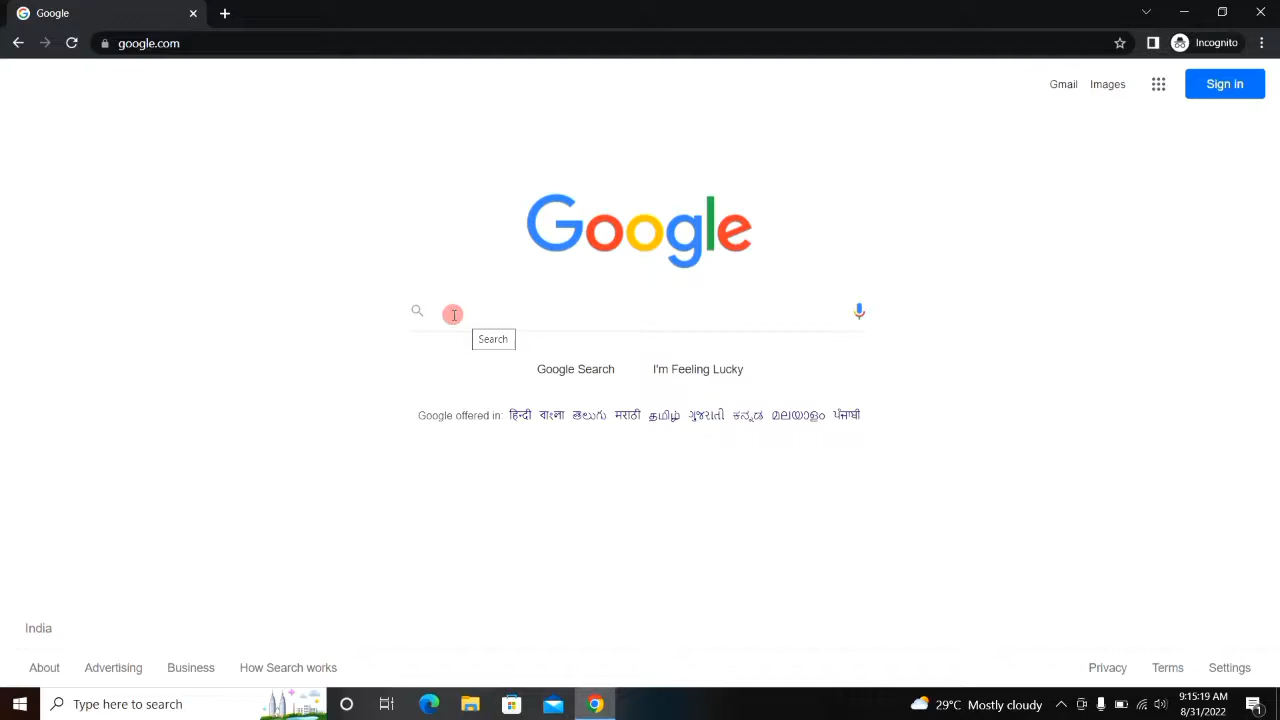 Google
google.com
Incognito
Gmail Images Sign in
Google
Search
Google Search I'm Feeling Lucky
Google offered in: हिन्दी বাংলা తెలుగు मराठी தமிழ் ગુજરાતી ಕನ್ನಡ മലയാളം ਪੰਜਾਬੀ
India
About Advertising Business How Search works Privacy Terms Settings
Type here to search 29°C Mostly cloudy 9:15:19 AM
8/31/2022
1